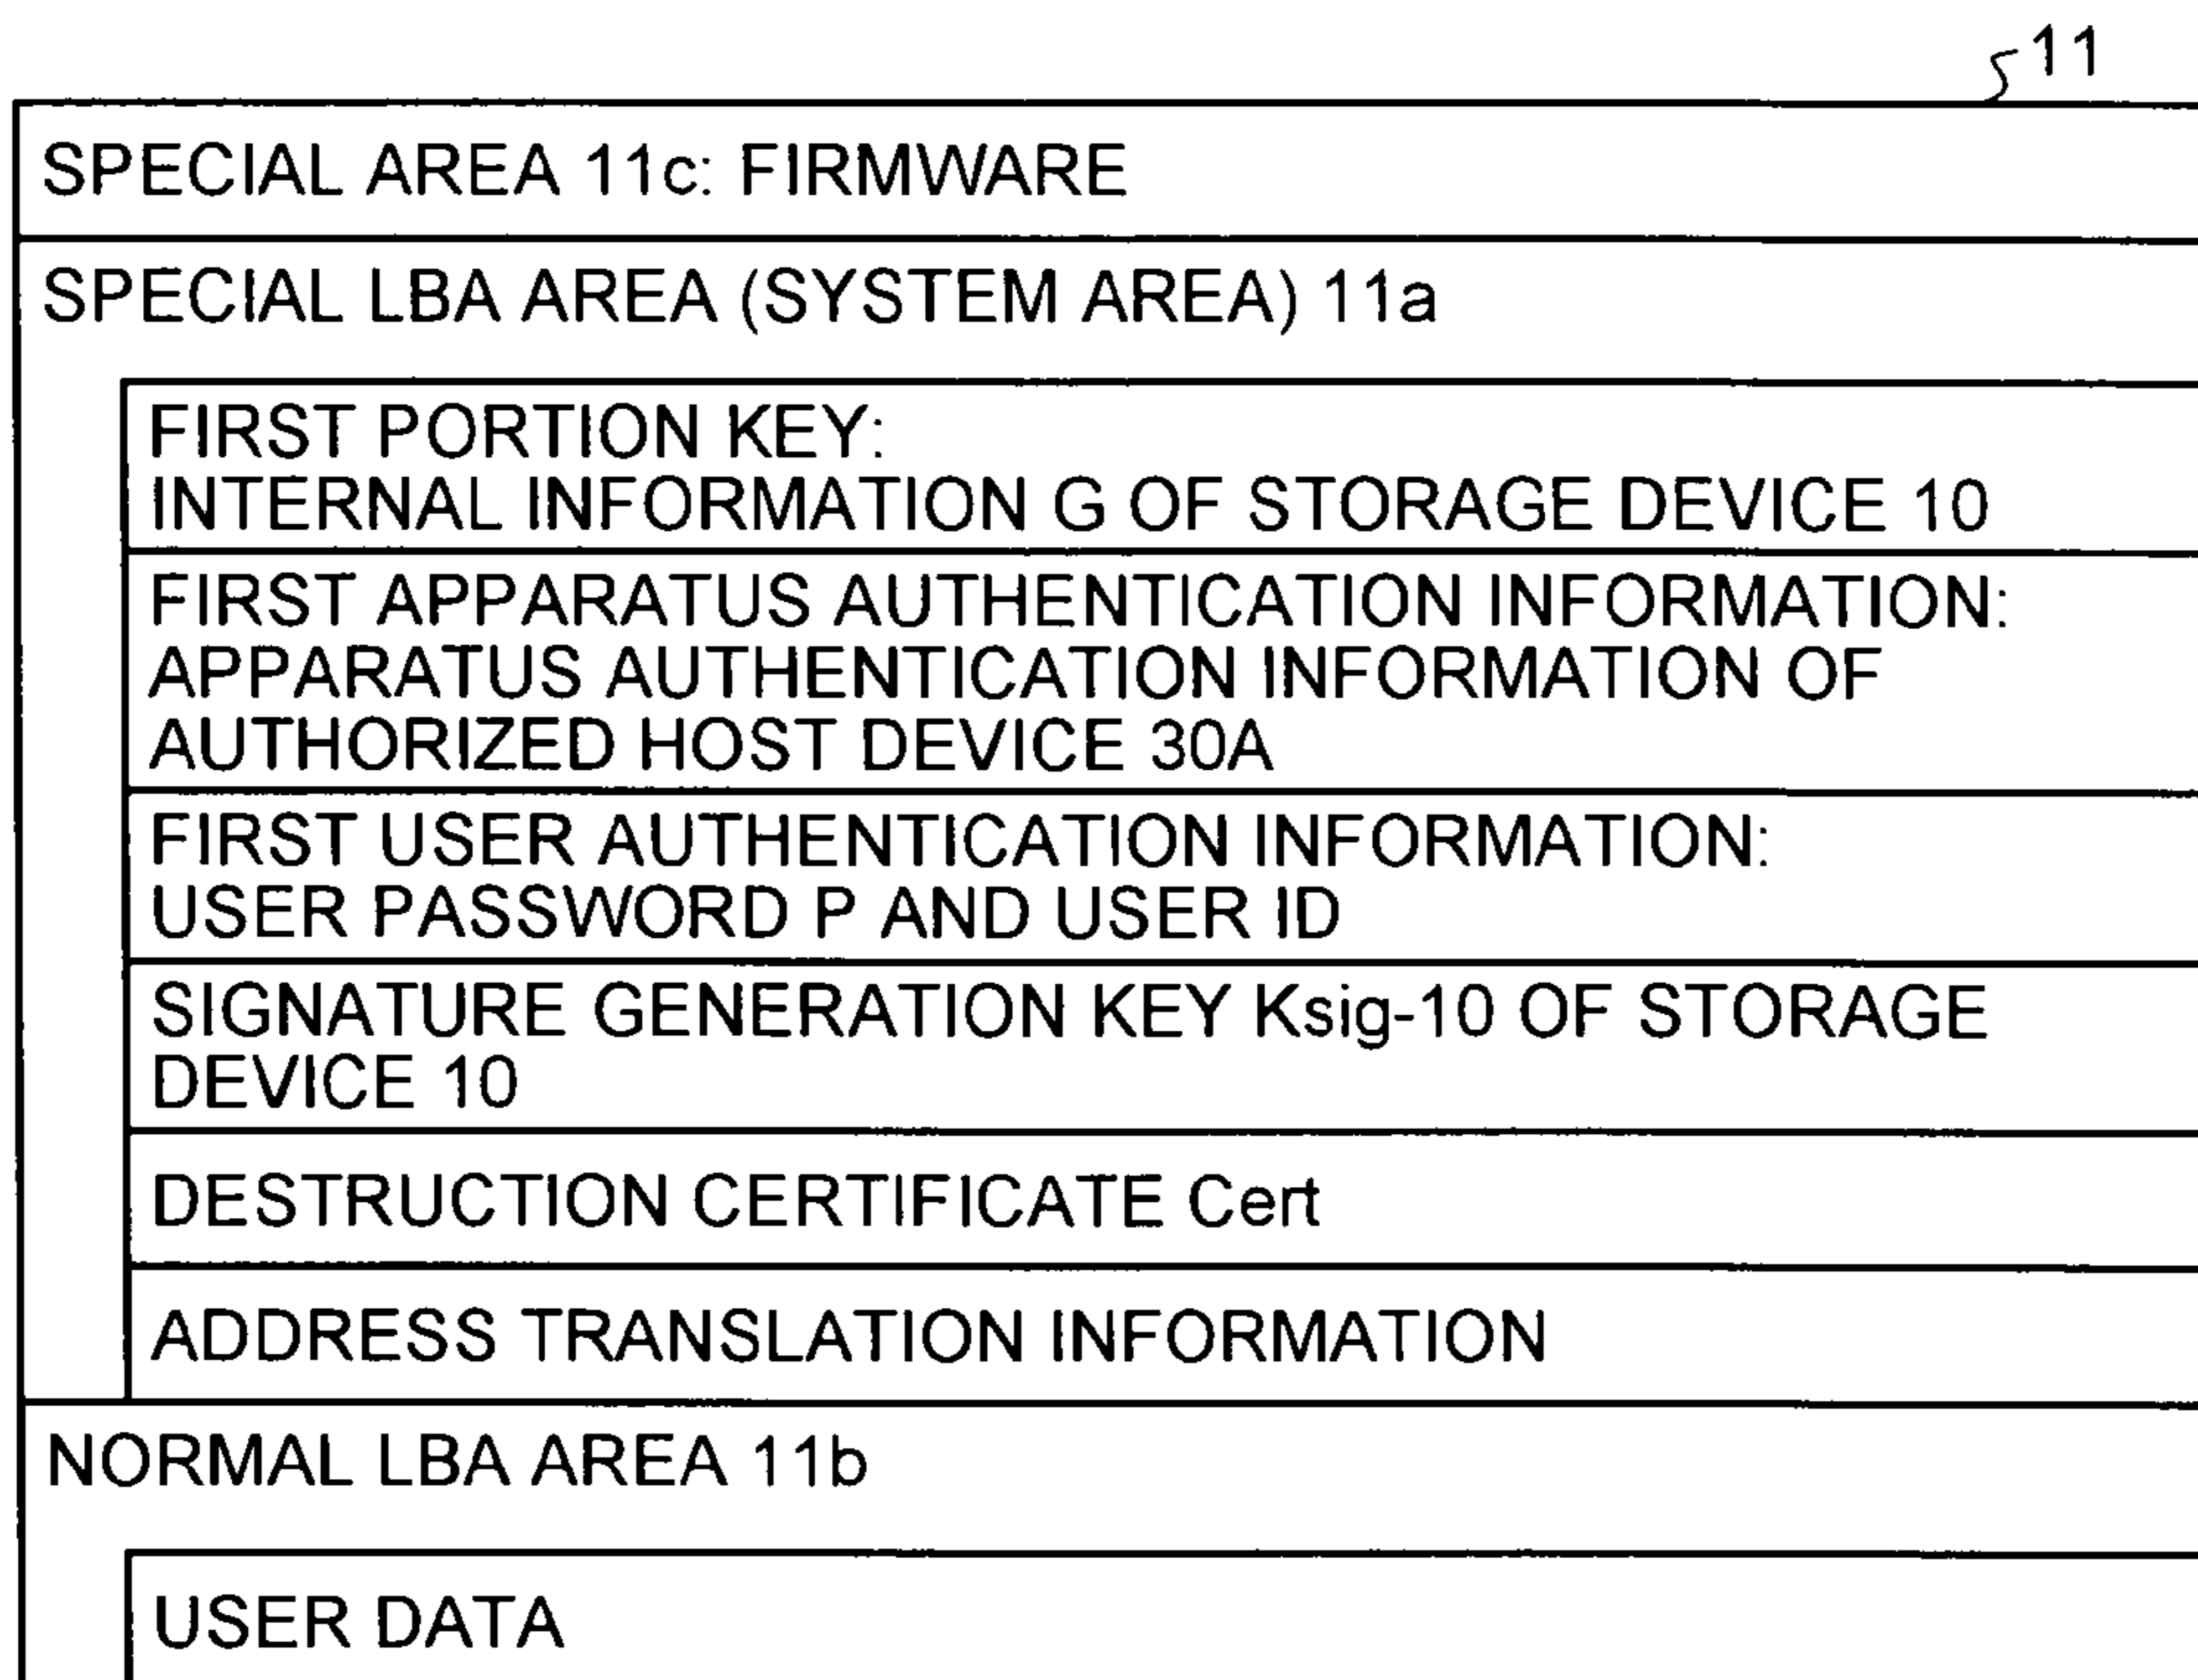 11
SPECIAL AREA 11c: FIRMWARE
SPECIAL LBA AREA (SYSTEM AREA) 11a
FIRST PORTION KEY:
INTERNAL INFORMATION G OF STORAGE DEVICE 10
FIRST APPARATUS AUTHENTICATION INFORMATION:
APPARATUS AUTHENTICATION INFORMATION OF
AUTHORIZED HOST DEVICE 30A
FIRST USER AUTHENTICATION INFORMATION:
USER PASSWORD P AND USER ID
SIGNATURE GENERATION KEY Ksig-10 OF STORAGE
DEVICE 10
DESTRUCTION CERTIFICATE Cert
ADDRESS TRANSLATION INFORMATION
NORMAL LBA AREA 11b
USER DATA